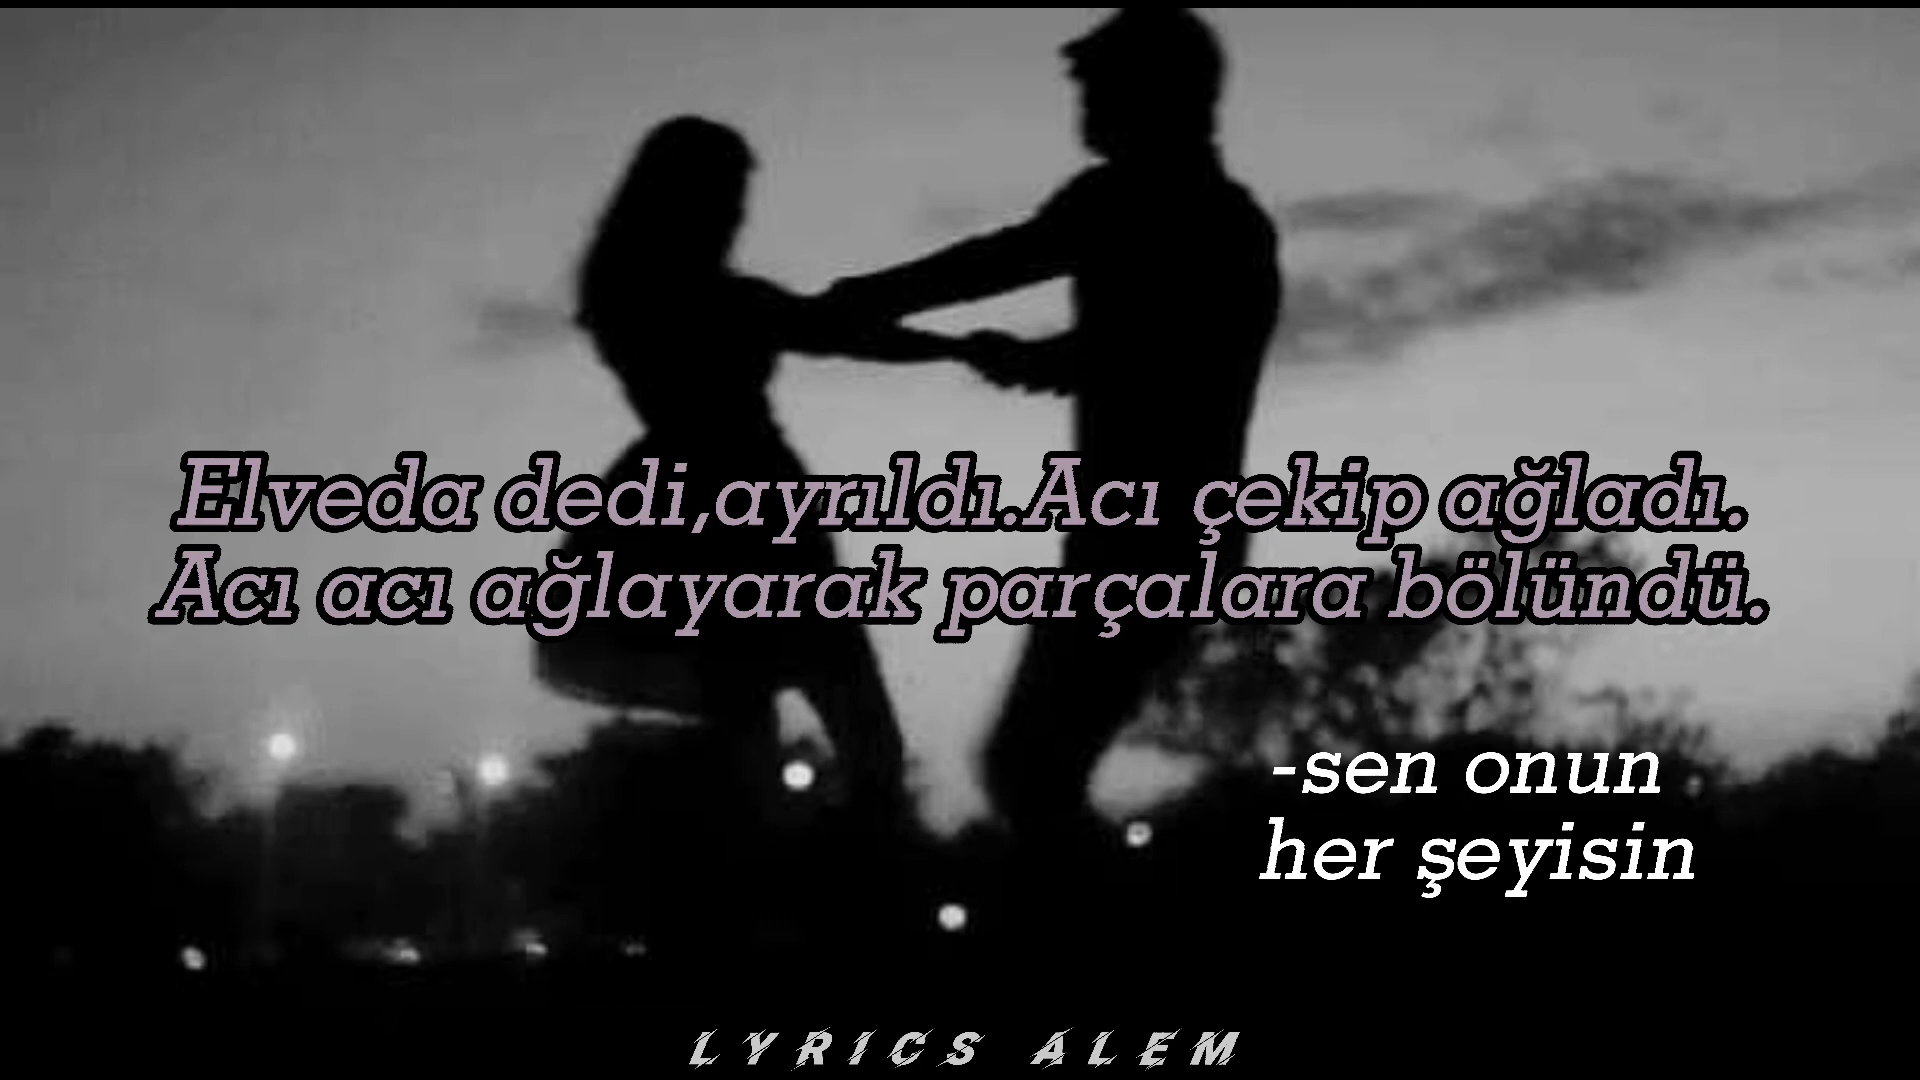 Elveda dedi,ayrıldı.Acı çekip ağladı.
Acı acı ağlayarak parçalara bölündü.
-sen onun
her şeyisin
LYRICS ALEM